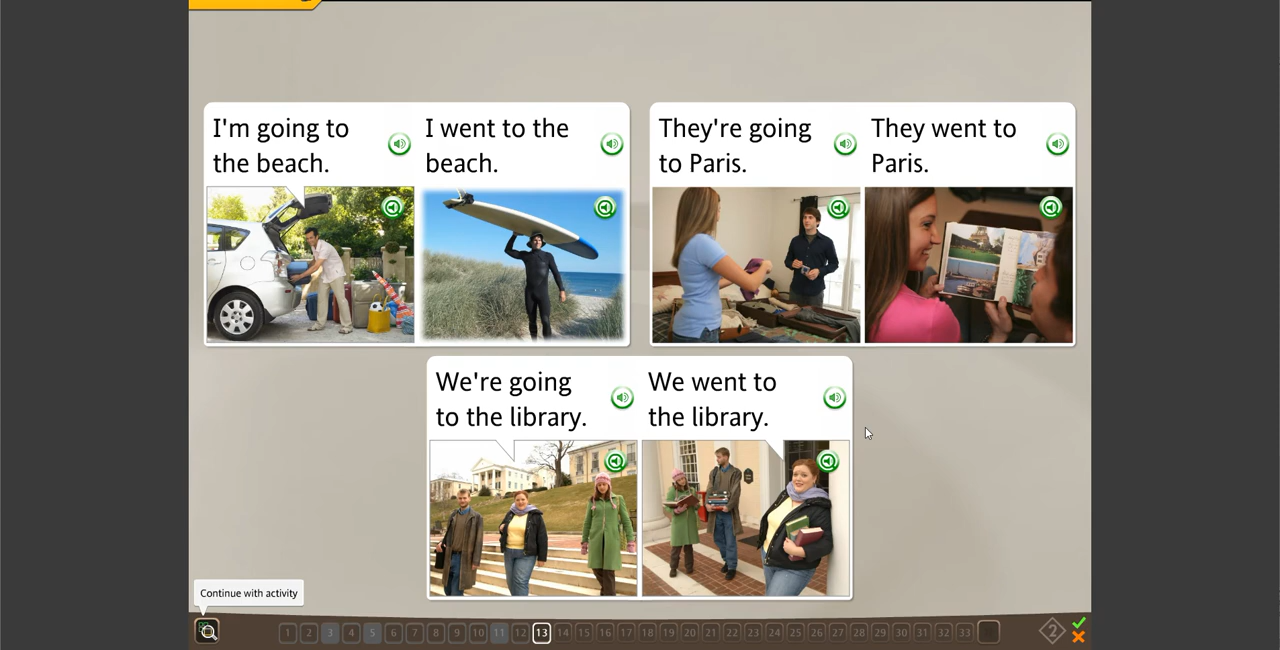 I'm going to
the beach.
I went to the
beach.
They're going
to Paris.
They went to
Paris.
We're going
to the library.
We went to
the library.
Continue with activity
1 2 3 4 5 6 7 8 9 10 11 12 13 14 15 16 17 18 19 20 21 22 23 24 25 26 27 28 29 30 31 32 33
2